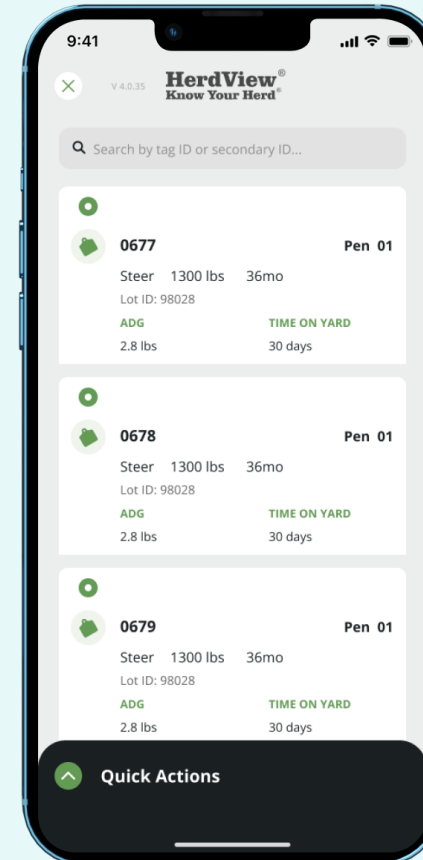 9:41
V 4.0.35 HerdView®
Know Your Herd®
Search by tag ID or secondary ID...
0677 Pen 01
Steer 1300 lbs 36mo
Lot ID: 98028
ADG TIME ON YARD
2.8 lbs 30 days
0678 Pen 01
Steer 1300 lbs 36mo
Lot ID: 98028
ADG TIME ON YARD
2.8 lbs 30 days
0679 Pen 01
Steer 1300 lbs 36mo
Lot ID: 98028
ADG TIME ON YARD
2.8 lbs 30 days
Quick Actions